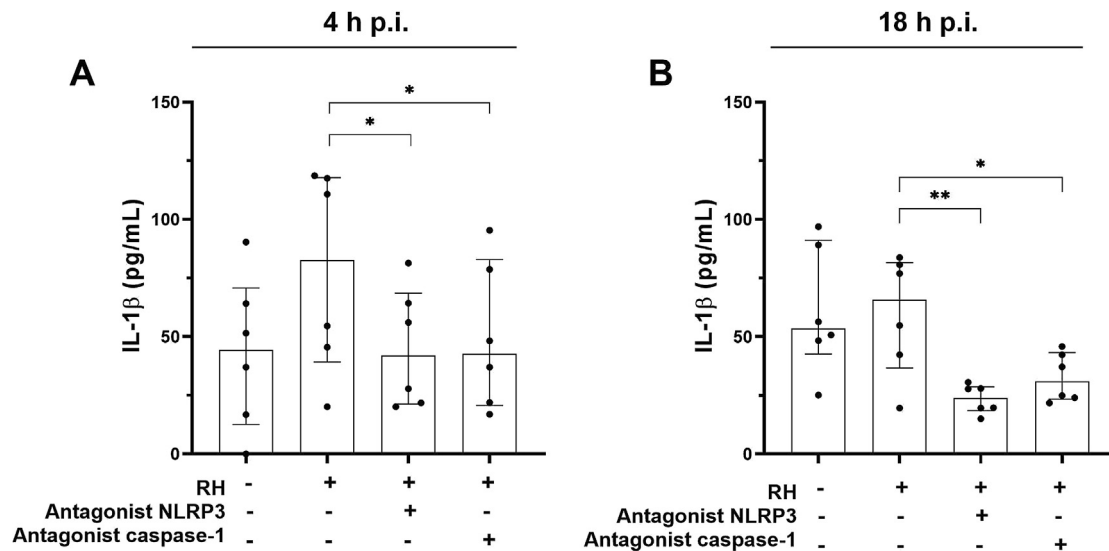 4 h p.i.
18 h p.i.
A
B
IL-1β (pg/mL)
150
100
50
0
*
*
RH - + + +
Antagonist NLRP3 - - + -
Antagonist caspase-1 - - - +
IL-1β (pg/mL)
150
100
50
0
**
*
RH - + + +
Antagonist NLRP3 - - + -
Antagonist caspase-1 - - - +